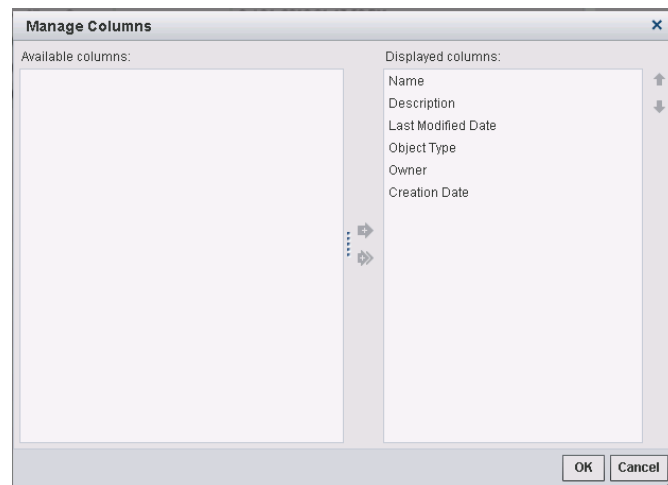 Manage Columns
Available columns:
Displayed columns:
Name
Description
Last Modified Date
Object Type
Owner
Creation Date
OK
Cancel